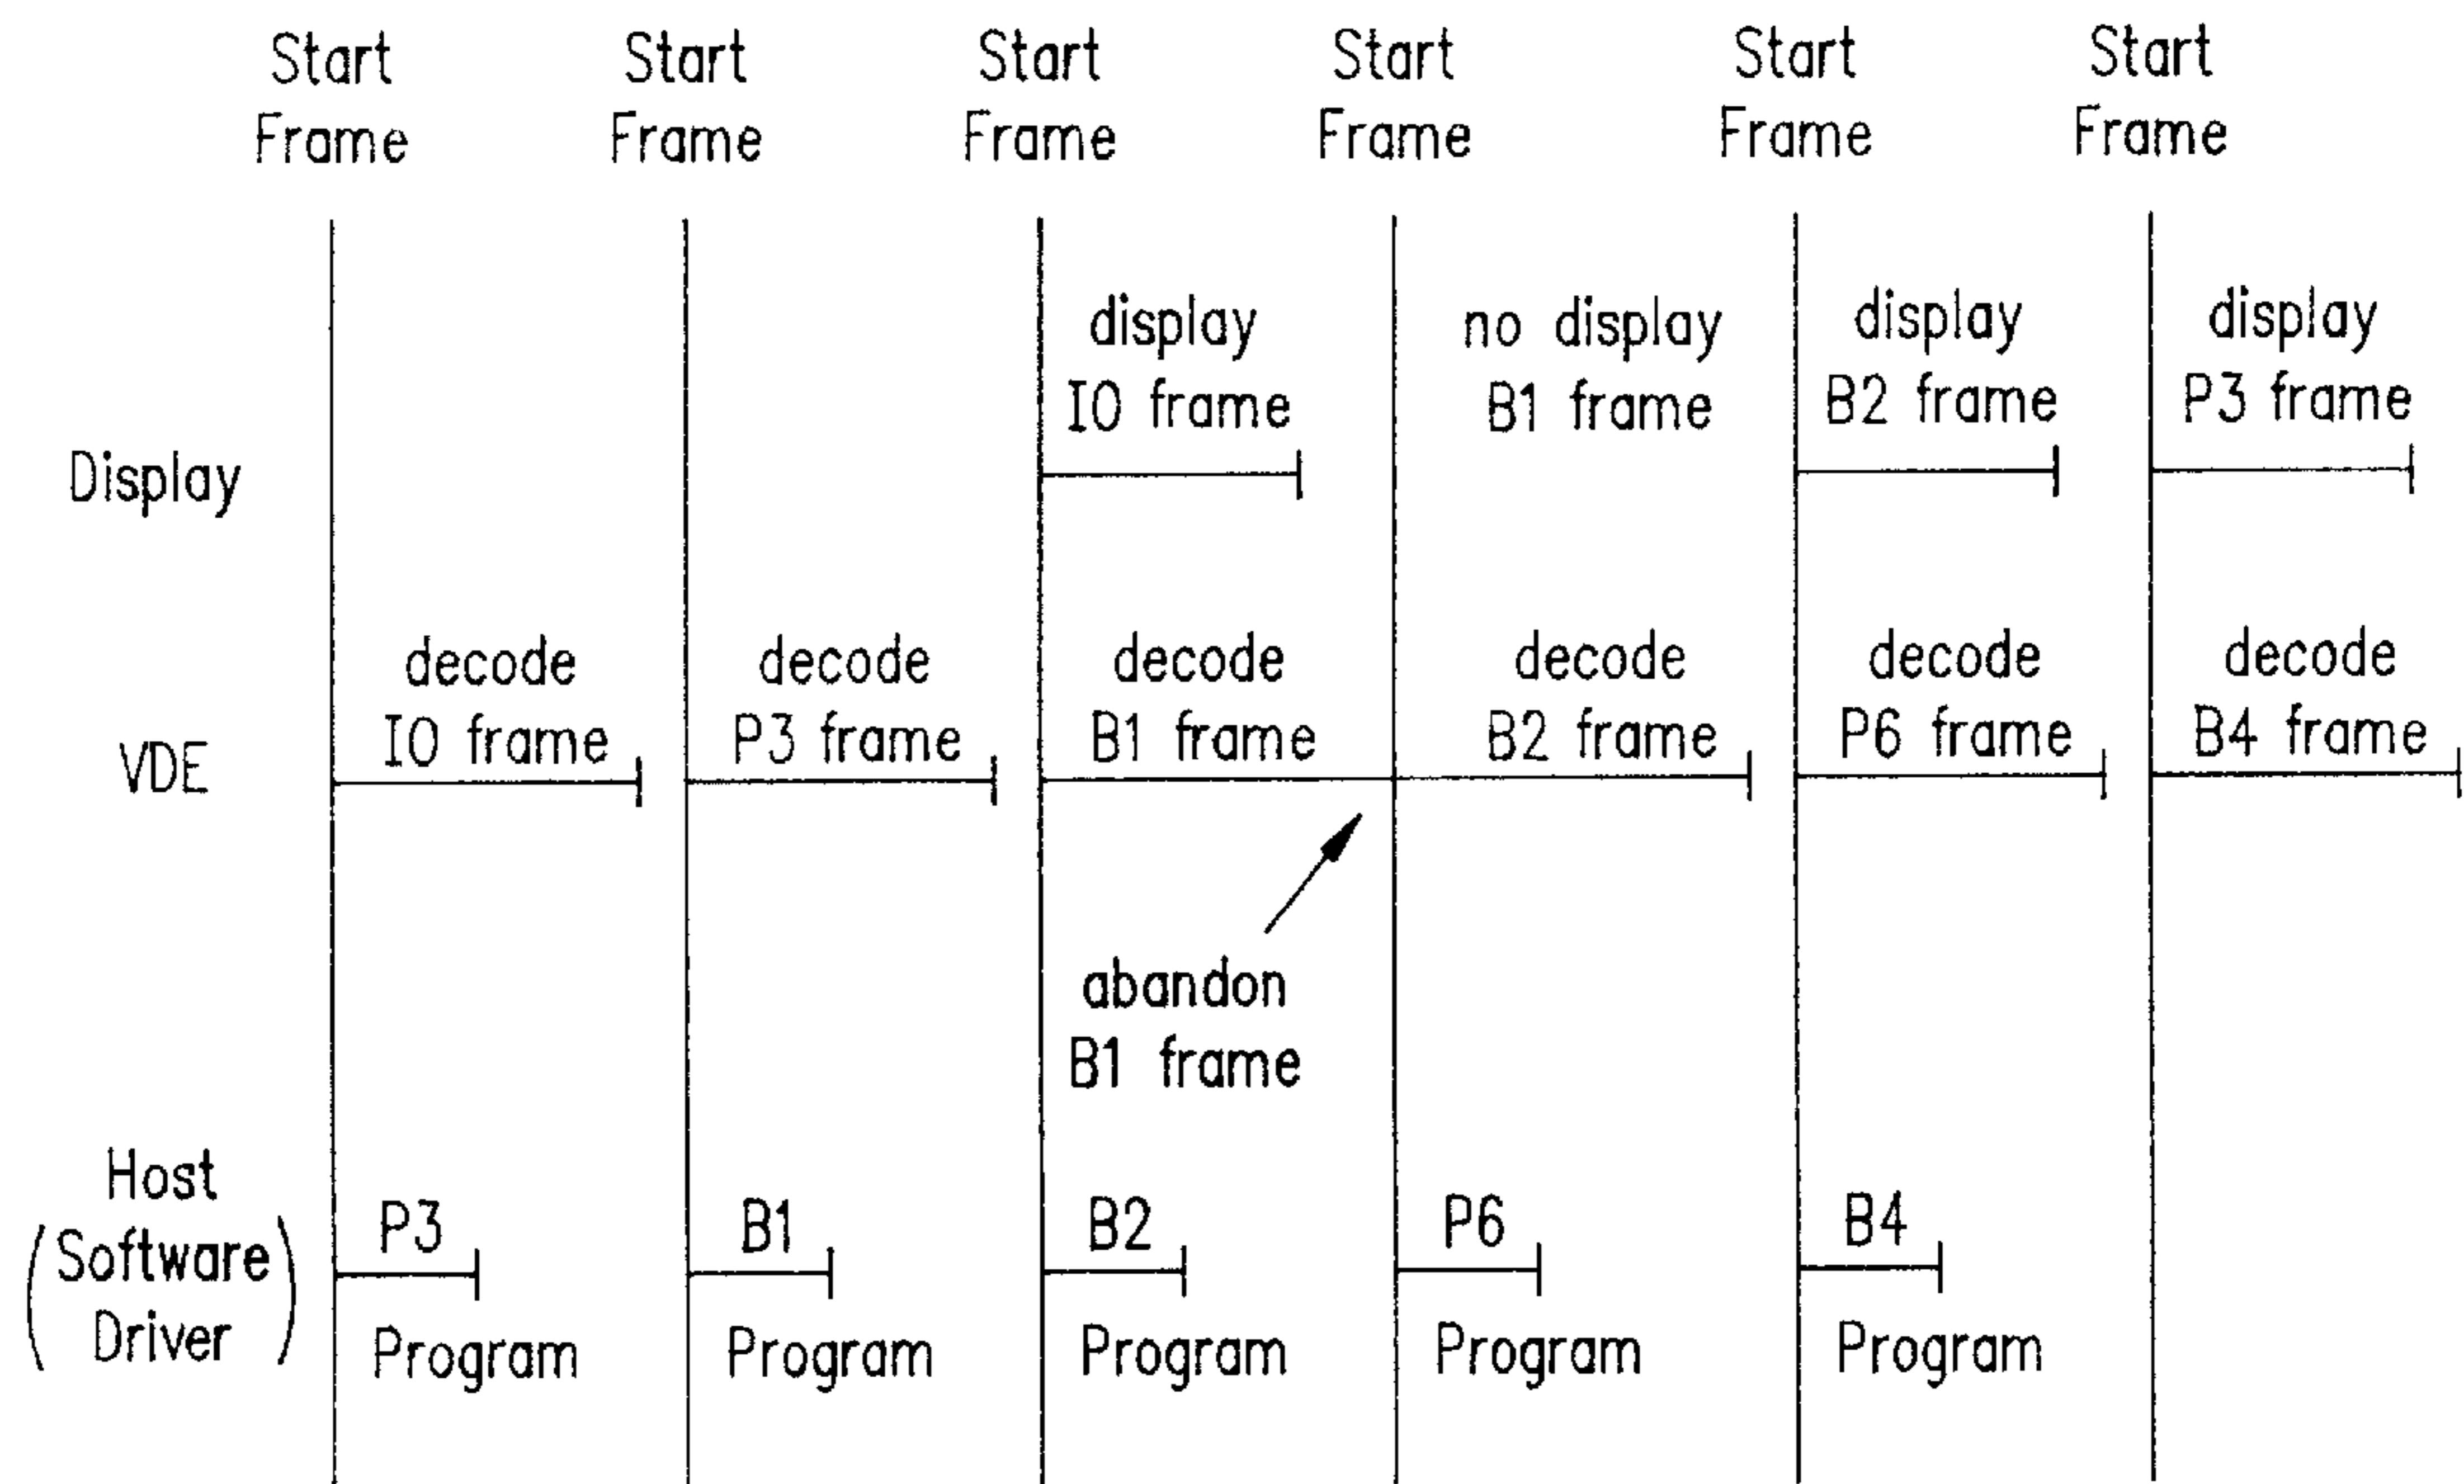 Start Start Start Start Start Start
Frame Frame Frame Frame Frame Frame
display no display display display
I0 frame B1 frame B2 frame P3 frame
Display
decode decode decode decode decode decode
I0 frame P3 frame B1 frame B2 frame P6 frame B4 frame
VDE
abandon
B1 frame
Host
(Software
Driver)
P3 B1 B2 P6 B4
Program Program Program Program Program